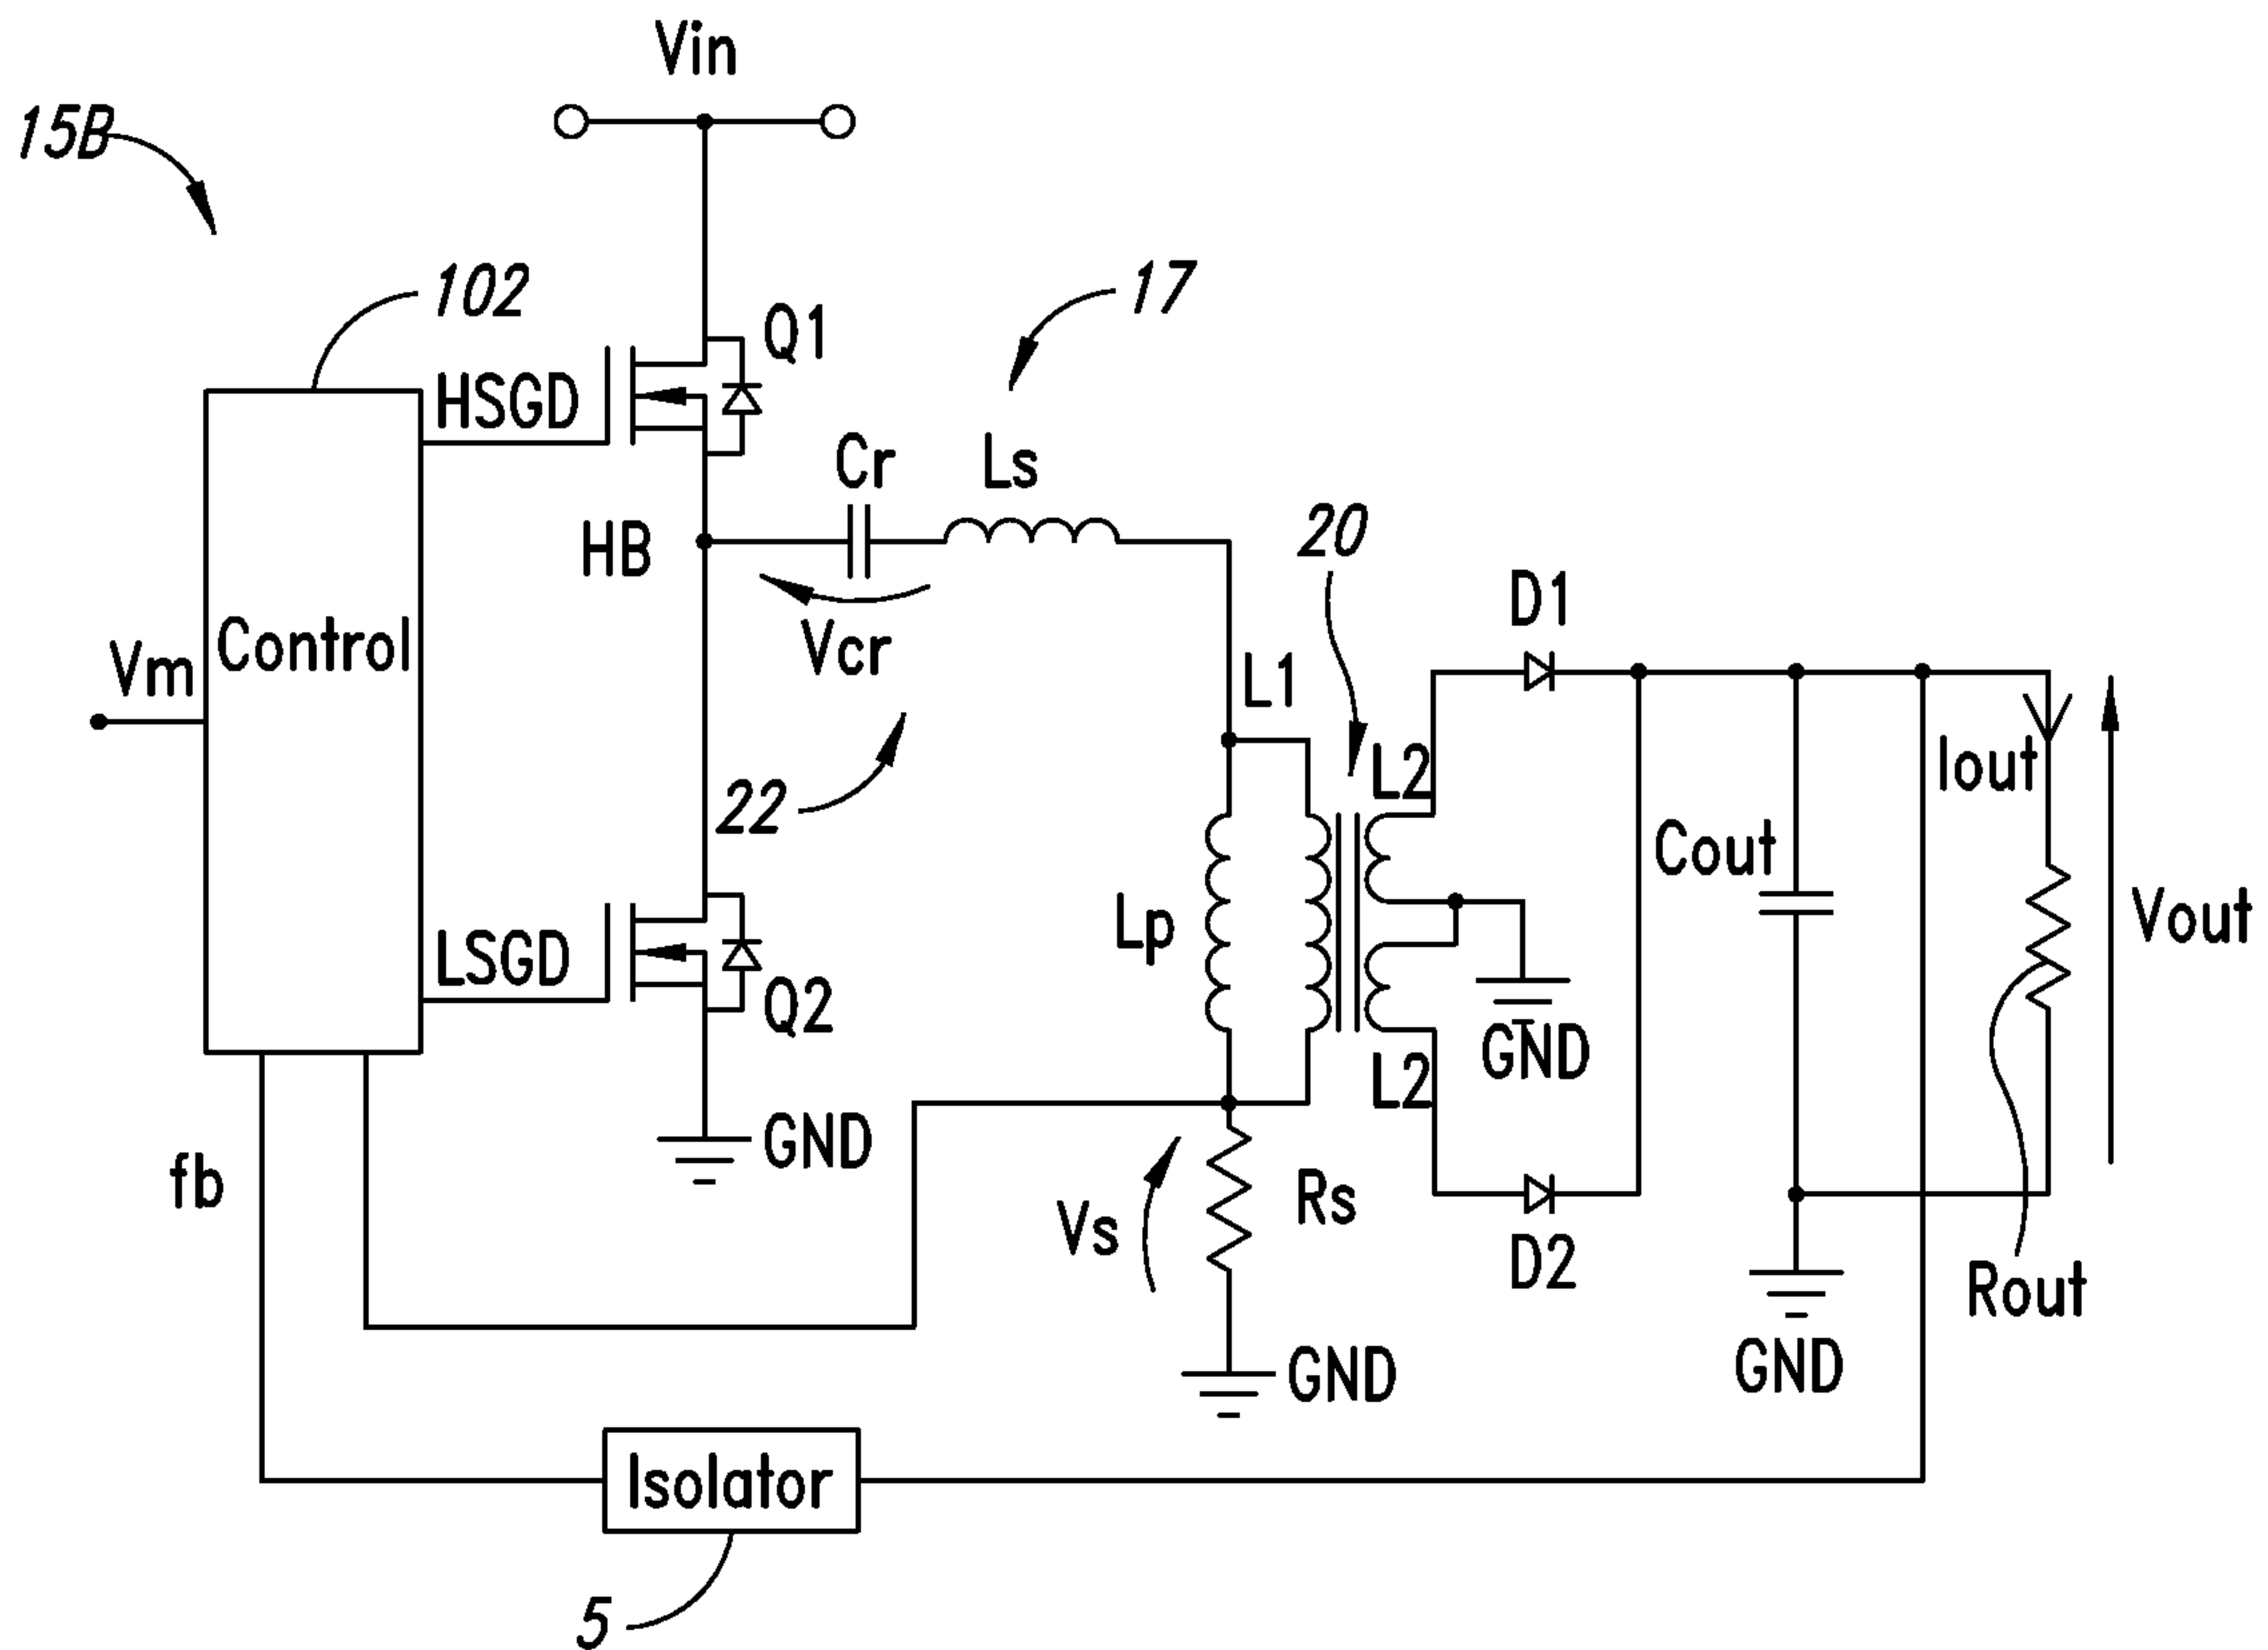 Vin
15B
102
17
Q1
HSGD
Cr
Ls
HB
20
D1
Control
Vm
Vcr
L1
L2
Iout
22
Cout
Lp
Vout
LSGD
Q2
GND
L2
GND
fb
Rs
Vs
D2
Rout
GND
GND
Isolator
5